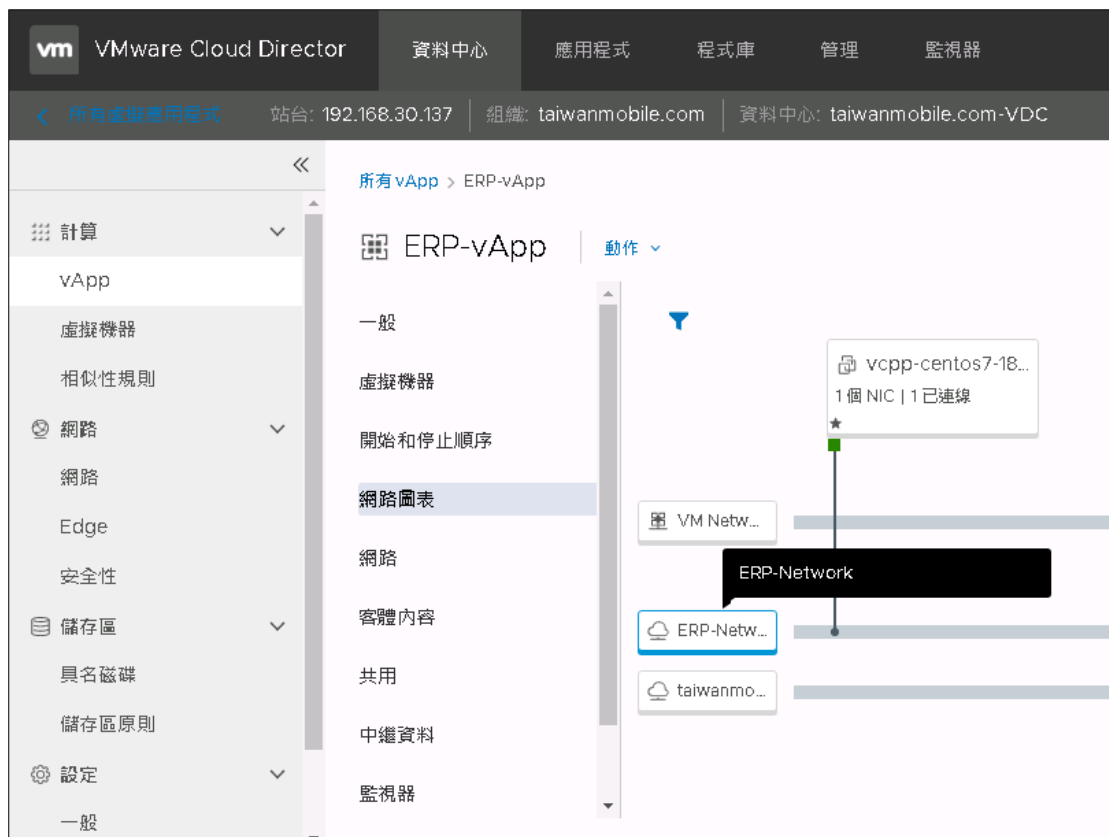 vm VMware Cloud Director 資料中心 應用程式 程式庫 管理 監視器
所有虛擬應用程式 站台: 192.168.30.137 組織: taiwanmobile.com 資料中心: taiwanmobile.com-VDC
計算
vApp
虛擬機器
相似性規則
網路
網路
Edge
安全性
儲存區
具名磁碟
儲存區原則
設定
一般
所有 vApp > ERP-vApp
ERP-vApp 動作
一般
虛擬機器
開始和停止順序
網路圖表
網路
客體內容
共用
中繼資料
監視器
vcpp-centos7-18...
1 個 NIC | 1 已連線
VM Netw...
ERP-Network
ERP-Netw...
taiwanmo...